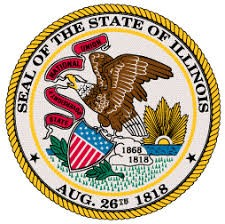 SEAL OF THE STATE OF ILLINOIS
AUG. 26TH 1818
STATE
SOVEREIGNTY
NATIONAL
UNION
1868
1818